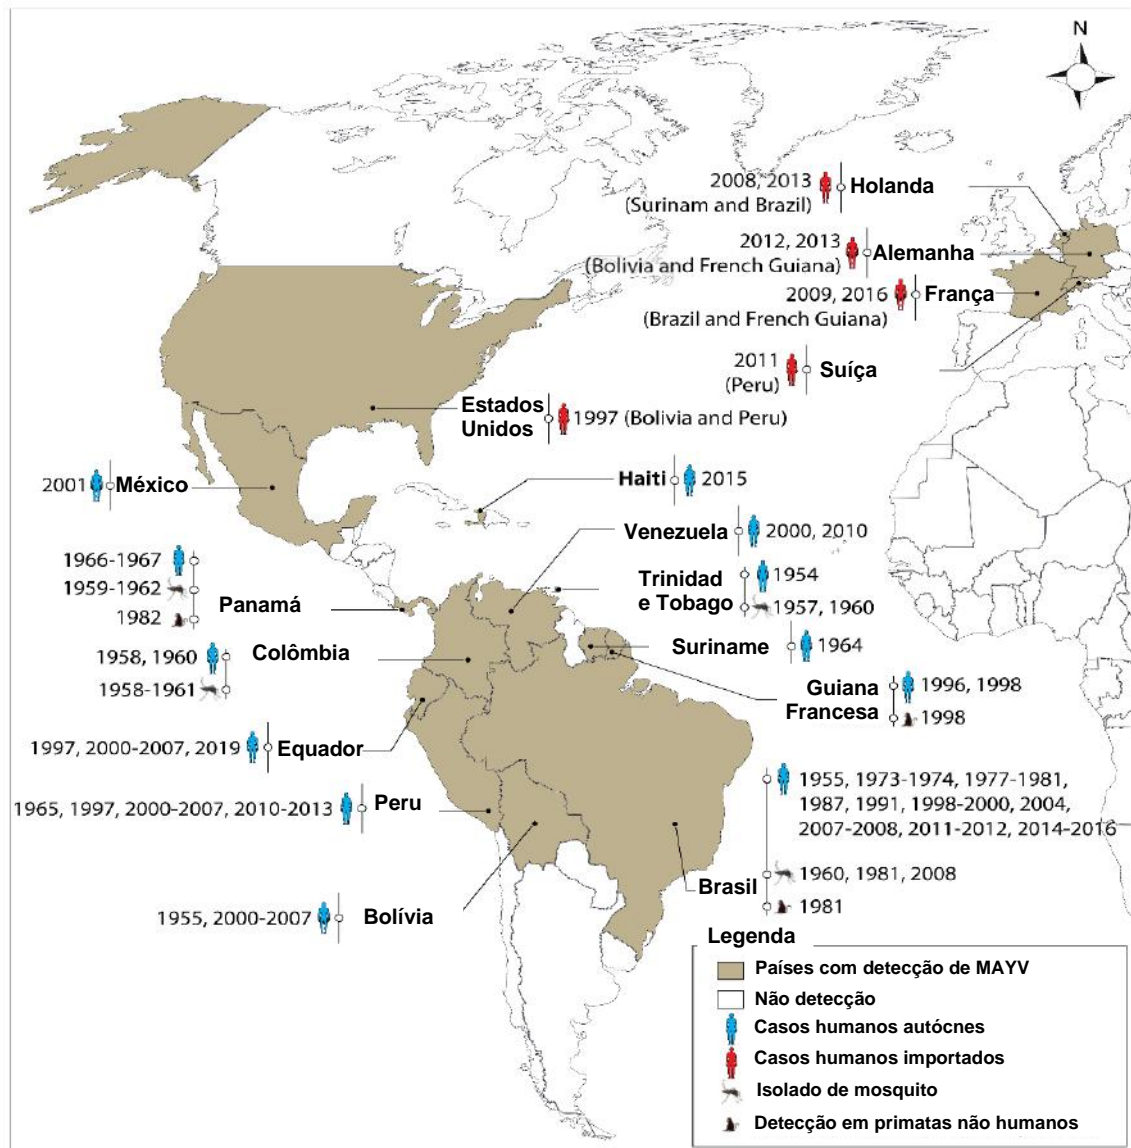 N
2008, 2013
(Surinam and Brazil)
Holanda
2012, 2013
(Bolivia and French Guiana)
Alemanha
2009, 2016
(Brazil and French Guiana)
França
2011
(Peru)
Suíça
Estados
Unidos
1997 (Bolivia and Peru)
2001
México
Haiti
2015
Venezuela
2000, 2010
1966-1967
1959-1962
1982
Panamá
Trinidad
e Tobago
1954
1957, 1960
1958, 1960
1958-1961
Colômbia
Suriname
1964
Guiana
Francesa
1996, 1998
1998
1997, 2000-2007, 2019
Equador
1965, 1997, 2000-2007, 2010-2013
Peru
1955, 1973-1974, 1977-1981,
1987, 1991, 1998-2000, 2004,
2007-2008, 2011-2012, 2014-2016
Brasil
1960, 1981, 2008
1981
1955, 2000-2007
Bolívia
Legenda
Países com detecção de MAYV
Não detecção
Casos humanos autócnes
Casos humanos importados
Isolado de mosquito
Detecção em primatas não humanos